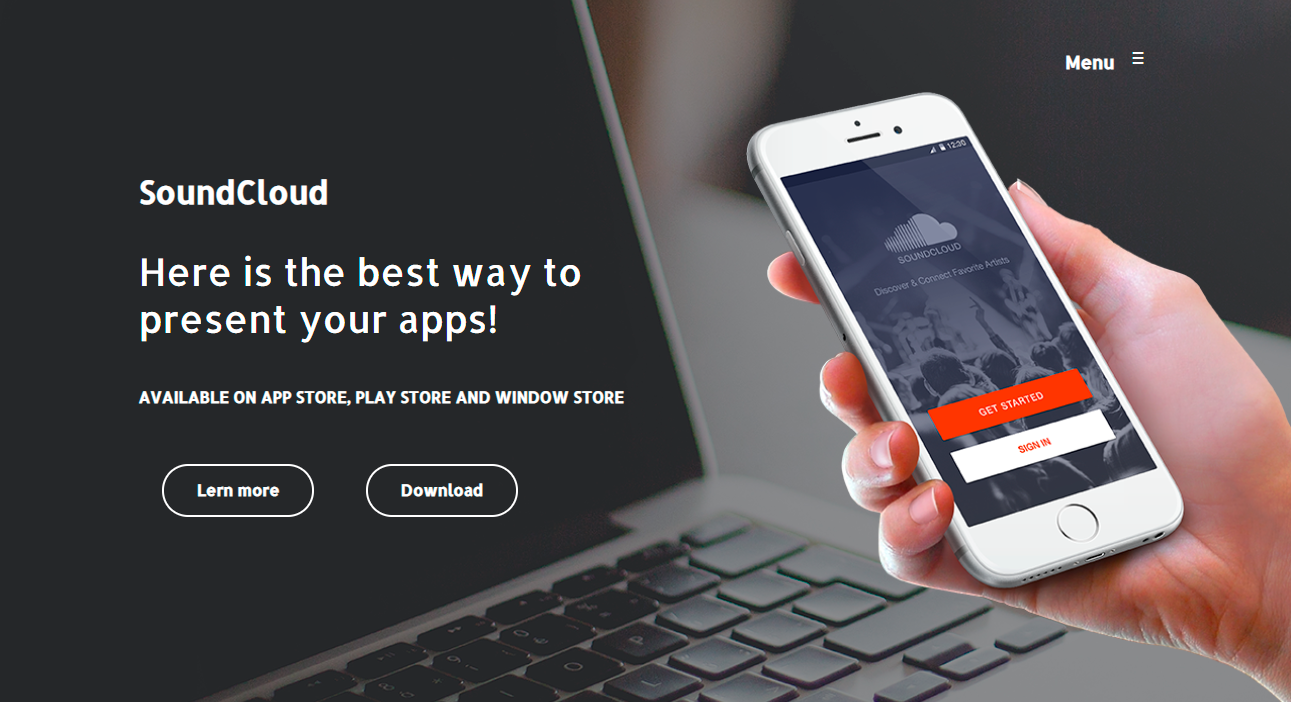 Menu
SoundCloud
Here is the best way to
present your apps!
AVAILABLE ON APP STORE, PLAY STORE AND WINDOW STORE
Lern more
Download
12:30
SOUNDCLOUD
Discover & Connect Favorite Artists
GET STARTED
SIGN IN